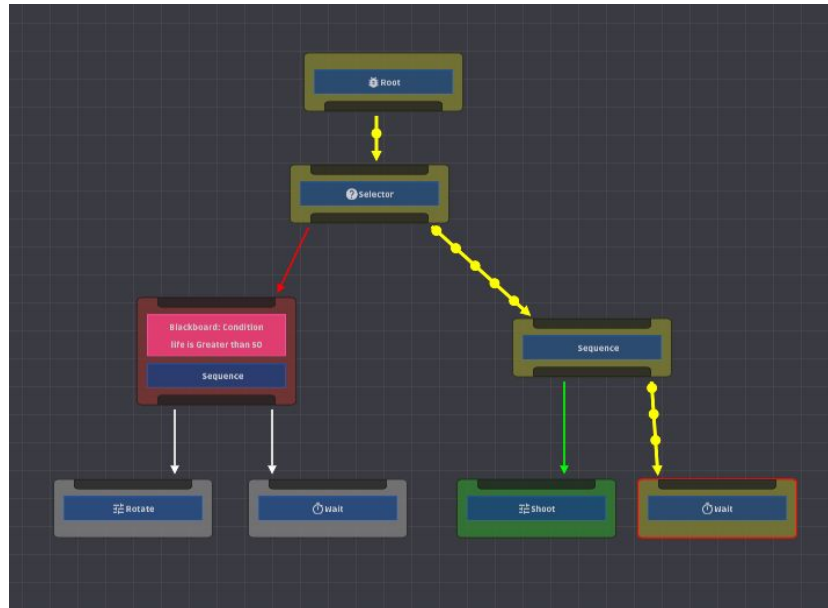 Root
Selector
Blackboard: Condition
life is Greater than 50
Sequence
Sequence
Rotate
Wait
Shoot
Wait